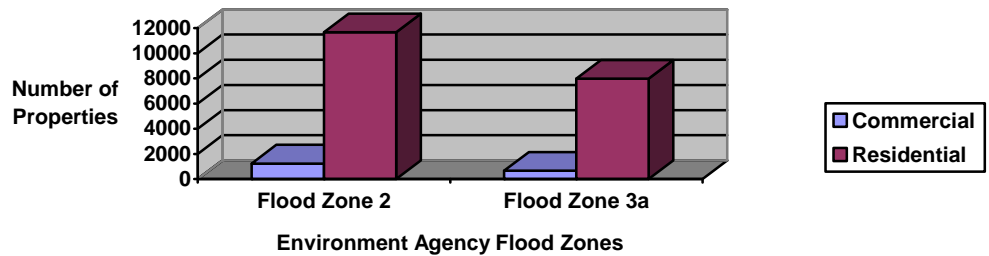 12000
10000
8000
6000
4000
2000
0
Number of
Properties
Flood Zone 2
Flood Zone 3a
Environment Agency Flood Zones
Commercial
Residential